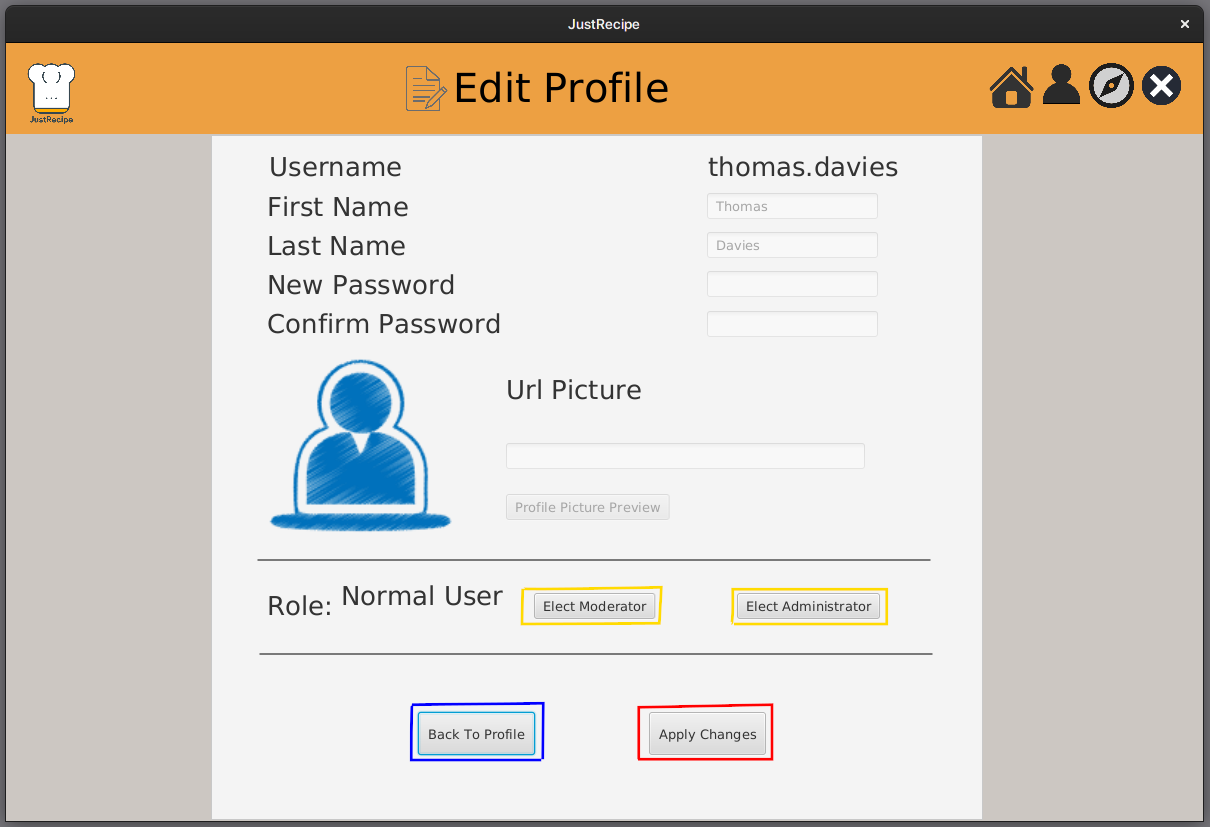 JustRecipe
JustRecipe
Edit Profile
Username thomas.davies
First Name Thomas
Last Name Davies
New Password
Confirm Password
Url Picture
Profile Picture Preview
Role: Normal User Elect Moderator Elect Administrator
Back To Profile Apply Changes